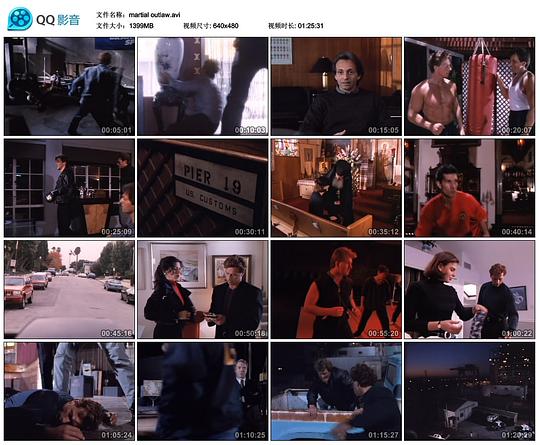 QQ影音
文件名称: martial outlaw.avi
文件大小: 1399MB 视频尺寸: 640x480 视频时长: 01:25:31
00:05:01 00:10:03 00:15:05 00:20:07
00:25:09 00:30:11 00:35:12 00:40:14
PIER 19
US CUSTOMS
00:45:16 00:50:18 00:55:20 01:00:22
01:05:24 01:10:25 01:15:27 01:20:29